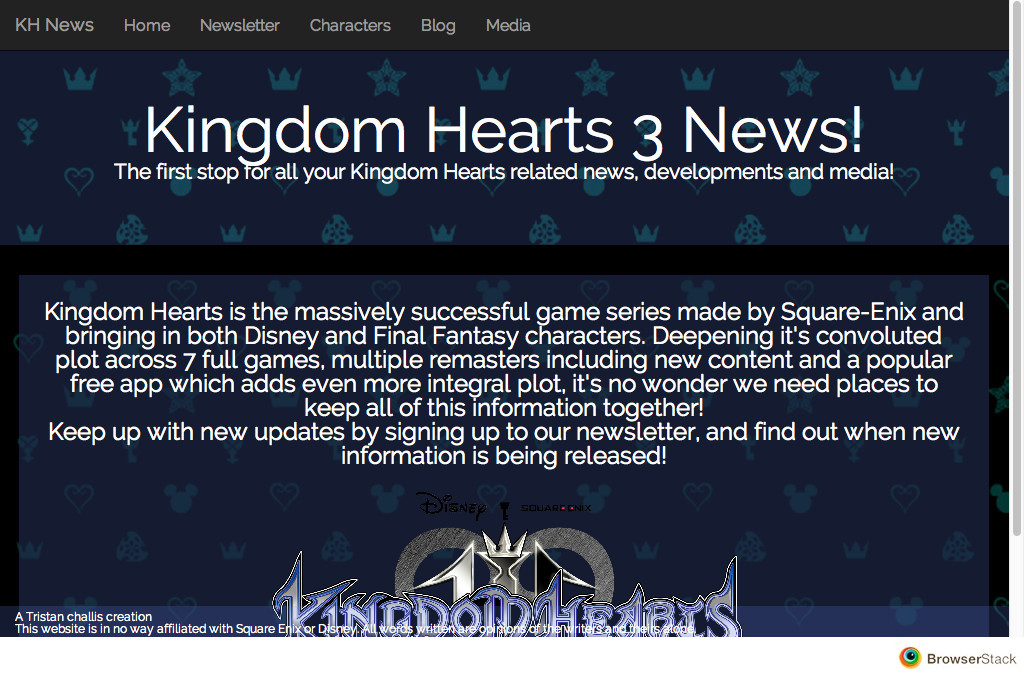 KH News Home Newsletter Characters Blog Media
Kingdom Hearts 3 News!
The first stop for all your Kingdom Hearts related news, developments and media!
Kingdom Hearts is the massively successful game series made by Square-Enix and
bringing in both Disney and Final Fantasy characters. Deepening it's convoluted
plot across 7 full games, multiple remasters including new content and a popular
free app which adds even more integral plot, it's no wonder we need places to
keep all of this information together!
Keep up with new updates by signing up to our newsletter, and find out when new
information is being released!
Disney SQUARE ENIX
KINGDOM HEARTS
A Tristan challis creation
This website is in no way affiliated with Square Enix or Disney. All words written are opinions of the writers and theirs alone.
BrowserStack